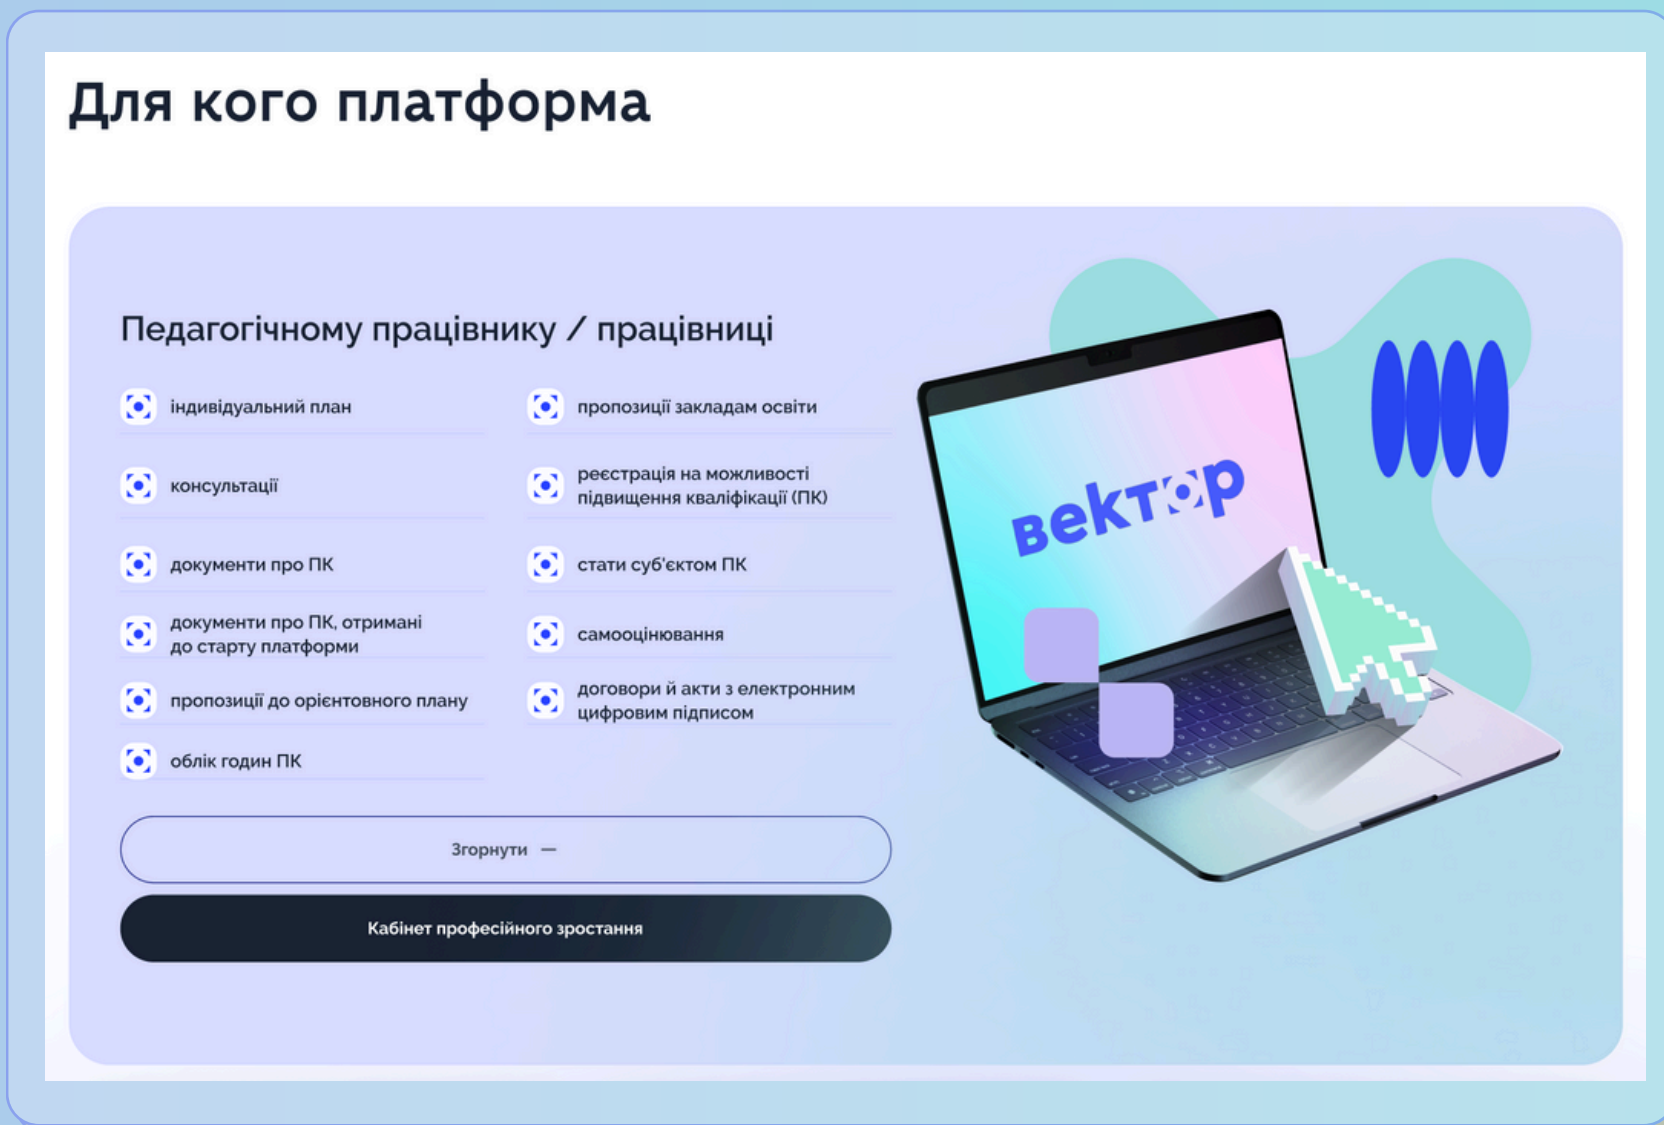 Для кого платформа
Педагогічному працівнику / працівниці
індивідуальний план
консультації
документи про ПК
документи про ПК, отримані
до старту платформи
пропозиції до орієнтовного плану
облік годин ПК
пропозиції закладам освіти
реєстрація на можливості
підвищення кваліфікації (ПК)
стати суб'єктом ПК
самооцінювання
договори й акти з електронним
цифровим підписом
Згорнути —
Кабінет професійного зростання
вектор